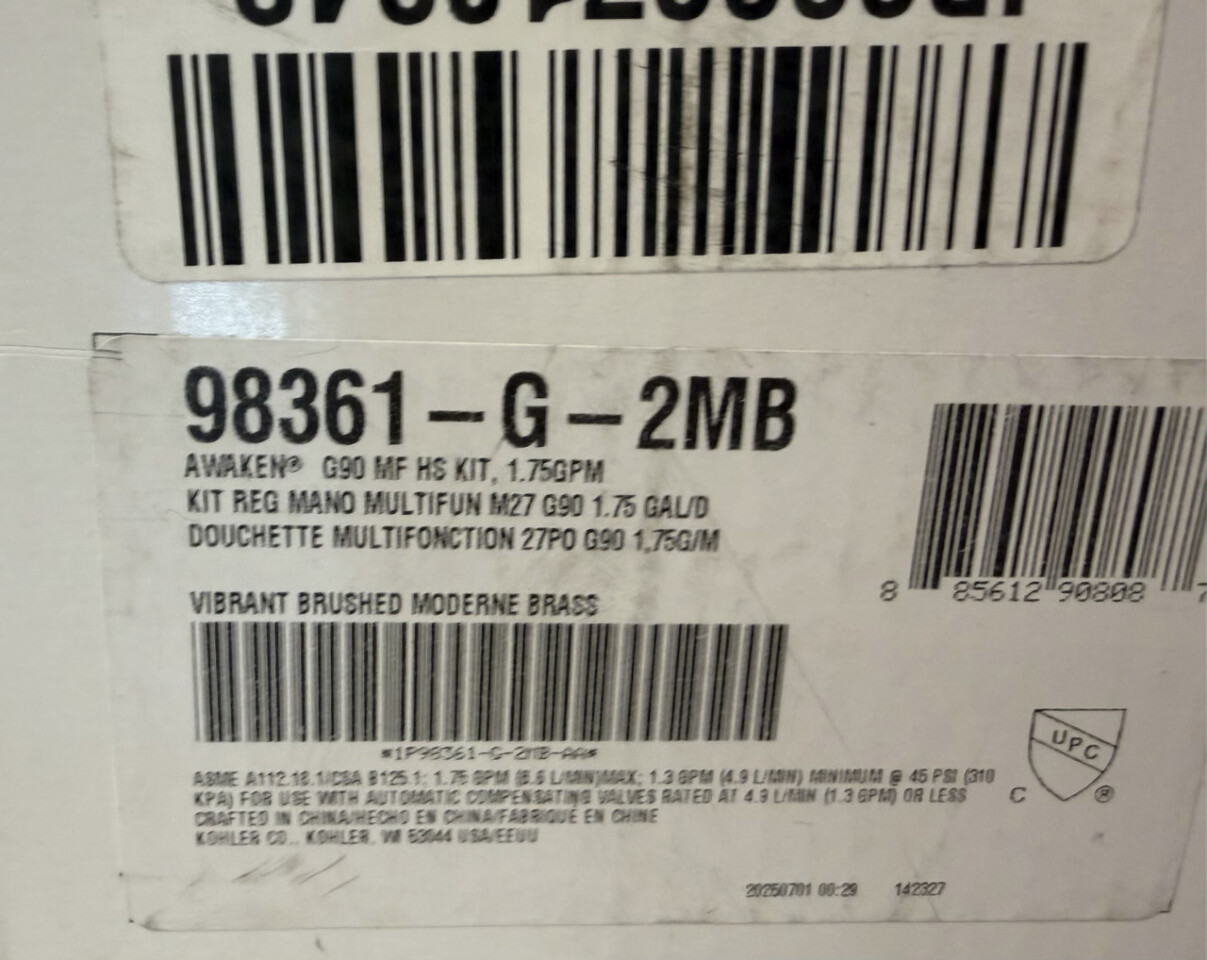 98361-G-2MB
AWAKEN® G90 MF HS KIT, 1.75GPM
KIT REG MANO MULTIFUN M27 G90 1.75 GAL/D
DOUCHETTE MULTIFONCTION 27PO G90 1,75G/M
8 85612 90808 7
VIBRANT BRUSHED MODERNE BRASS
*1P98361-G-2MB-AA*
UPC
C ®
ASME A112.18.1/CSA B125.1: 1.75 GPM (6.6 L/MIN)MAX; 1.3 GPM (4.9 L/MIN) MINIMUM @ 45 PSI (310
KPA) FOR USE WITH AUTOMATIC COMPENSATING VALVES RATED AT 4.9 L/MIN (1.3 GPM) OR LESS
CRAFTED IN CHINA/HECHO EN CHINA/FABRIQUÉ EN CHINE
KOHLER CO., KOHLER, WI 53044 USA/EEUU
20250701 00:29 142327